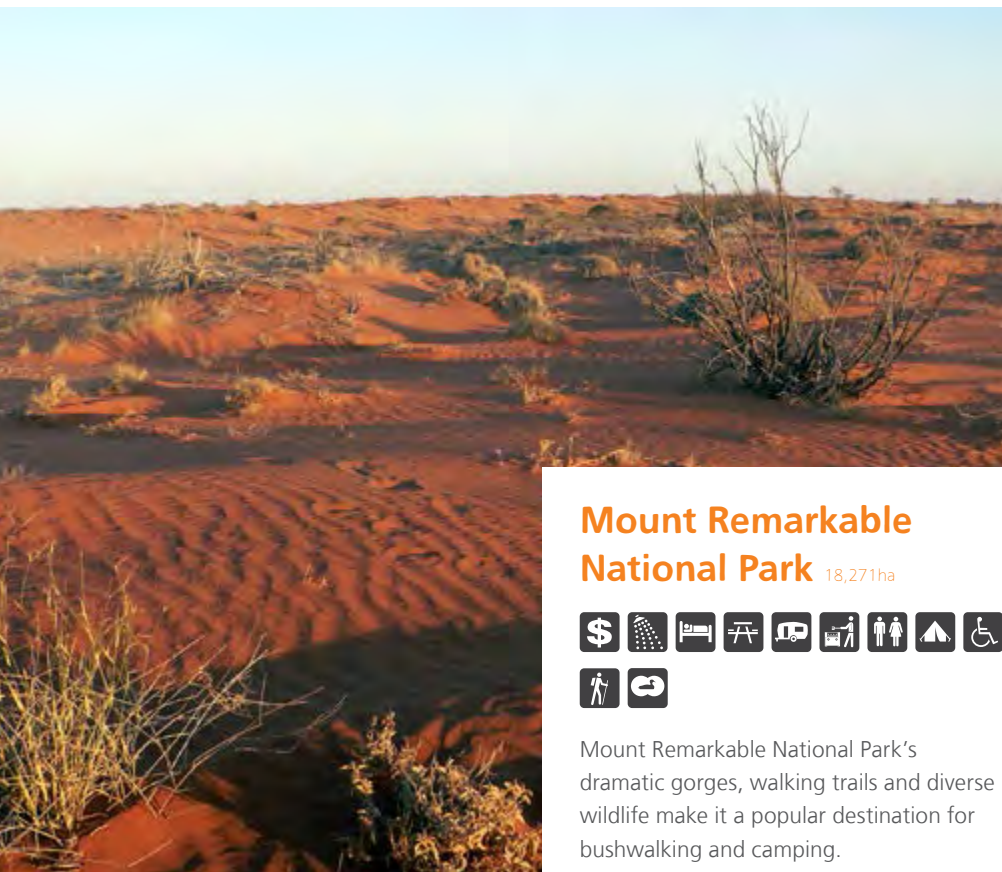 Mount Remarkable
National Park 18,271ha
$
Mount Remarkable National Park's
dramatic gorges, walking trails and diverse
wildlife make it a popular destination for
bushwalking and camping.